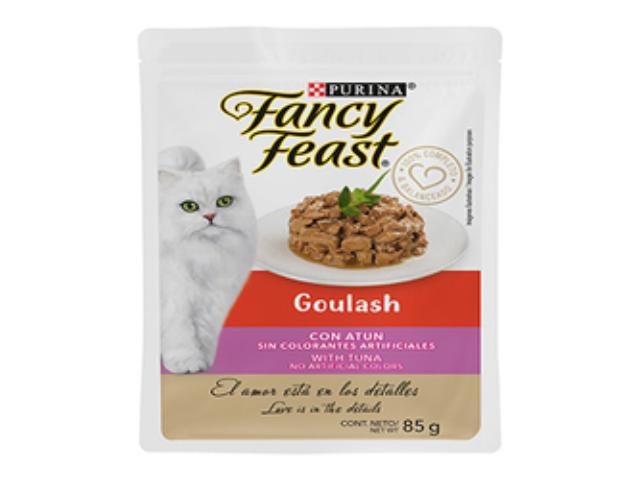 PURINA®
Fancy
Feast®
100% COMPLETO
& BALANCEADO
Goulash
CON ATUN
SIN COLORANTES ARTIFICIALES
WITH TUNA
NO ARTIFICIAL COLORS
El amor está en los detalles
Love is in the details
CONT. NETO/
NET WT 85 g